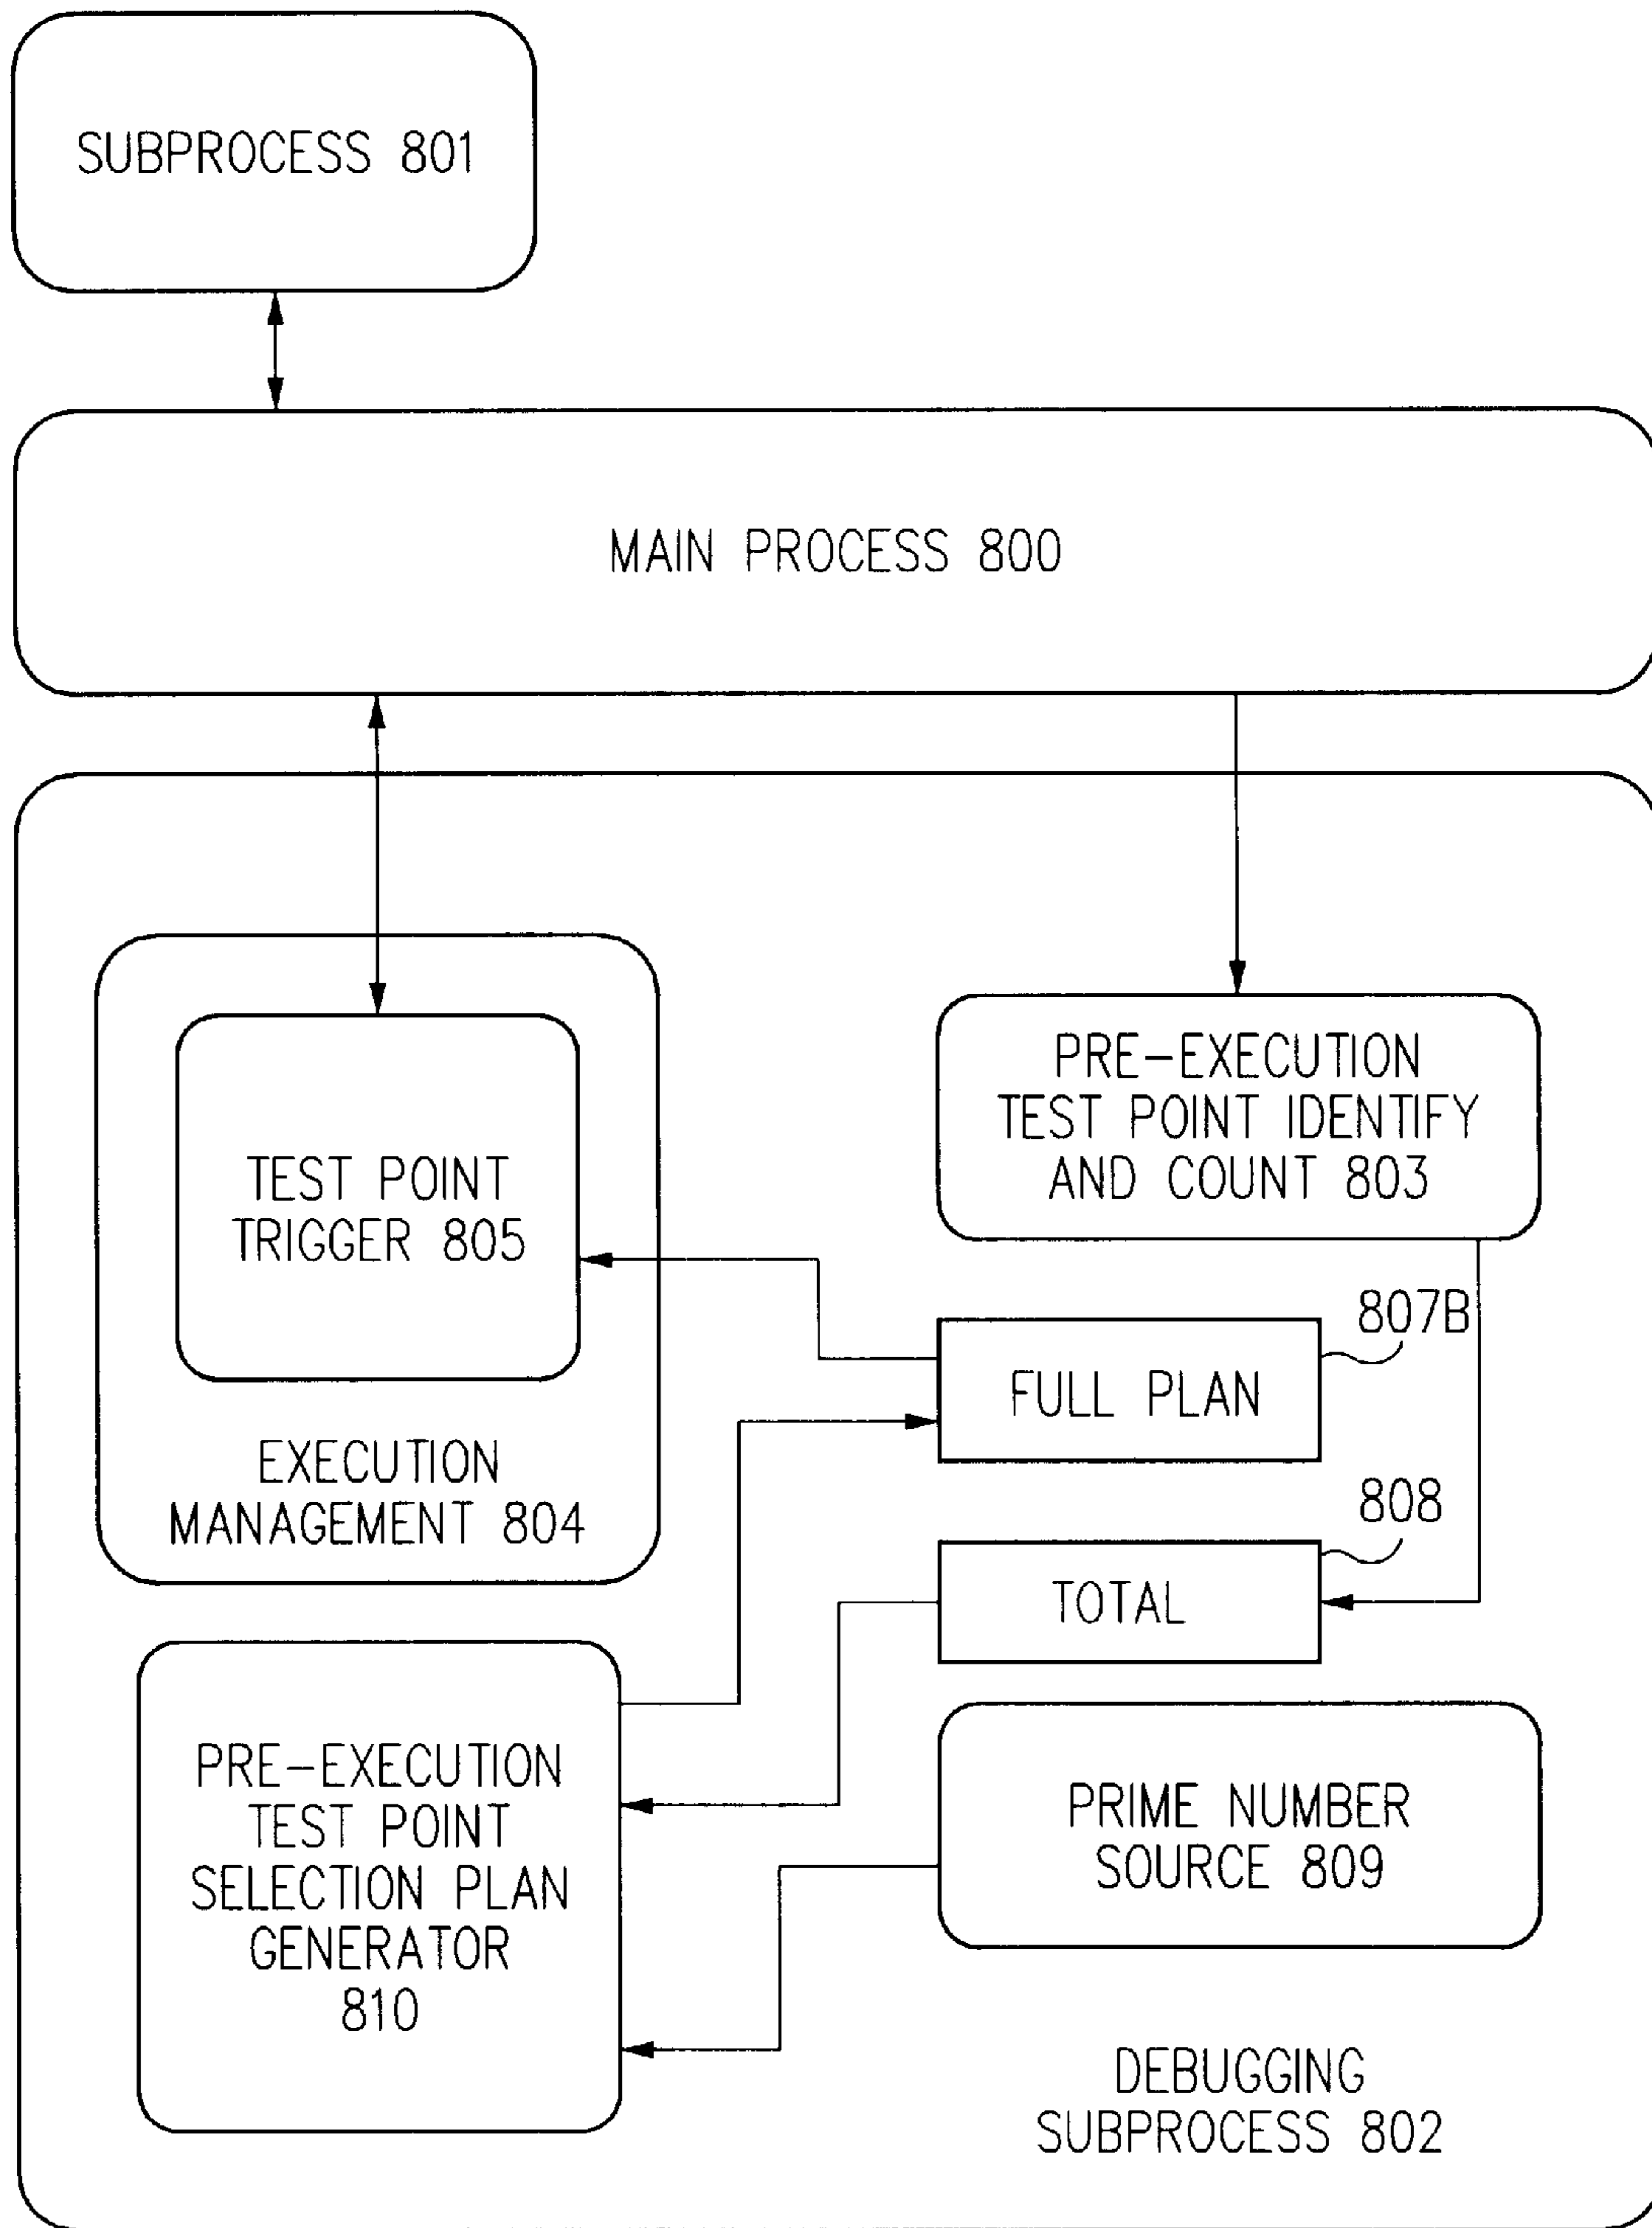 SUBPROCESS 801
MAIN PROCESS 800
PRE-EXECUTION
TEST POINT IDENTIFY
AND COUNT 803
TEST POINT
TRIGGER 805
807B
FULL PLAN
EXECUTION
MANAGEMENT 804
808
TOTAL
PRE-EXECUTION
TEST POINT
SELECTION PLAN
GENERATOR
810
PRIME NUMBER
SOURCE 809
DEBUGGING
SUBPROCESS 802